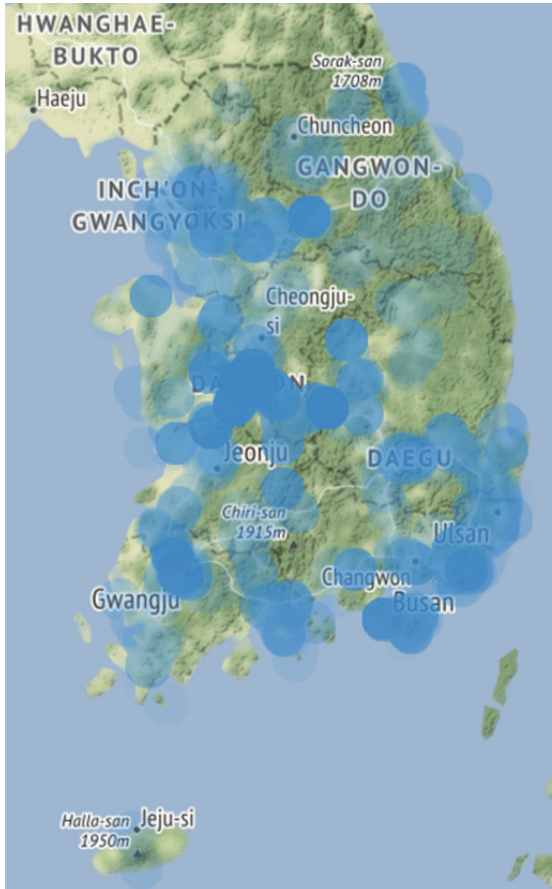 HWANGHAE-
BUKTO
Sorak-san
1708m
Haeju
Chuncheon
GANGWON-
DO
INCH'ON-
GWANGYOKSI
Cheongju-
si
Jeonju
DAEGU
Chiri-san
1915m
Ulsan
Changwon
Gwangju
Busan
Halla-san
1950m
Jeju-si